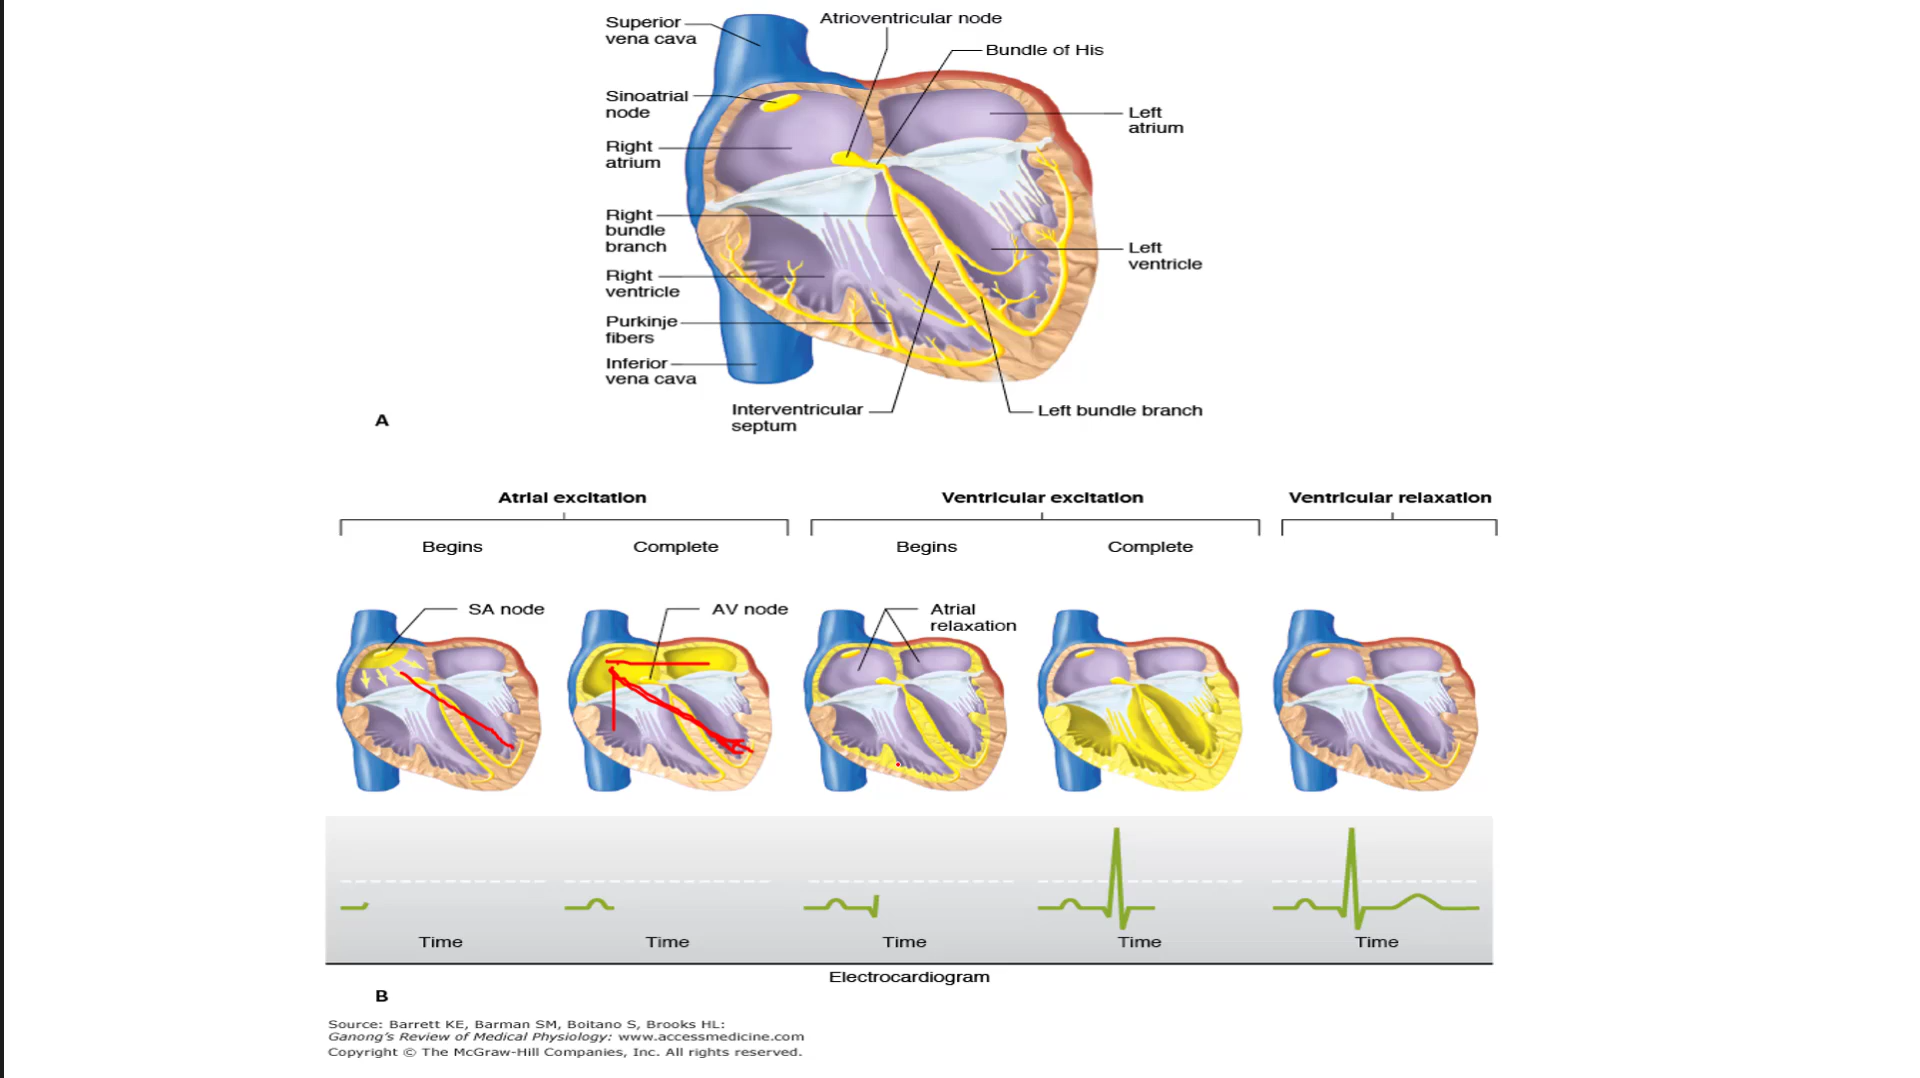 Superior
vena cava
Atrioventricular node
Bundle of His
Sinoatrial
node
Left
atrium
Right
atrium
Right
bundle
branch
Left
ventricle
Right
ventricle
Purkinje
fibers
Inferior
vena cava
Interventricular
septum
Left bundle branch
A
Atrial excitation
Ventricular excitation
Ventricular relaxation
Begins
Complete
Begins
Complete
SA node
AV node
Atrial
relaxation
Time
Time
Time
Time
Time
Electrocardiogram
B
Source: Barrett KE, Barman SM, Boitano S, Brooks HL:
Ganong's Review of Medical Physiology: www.accessmedicine.com
Copyright © The McGraw-Hill Companies, Inc. All rights reserved.